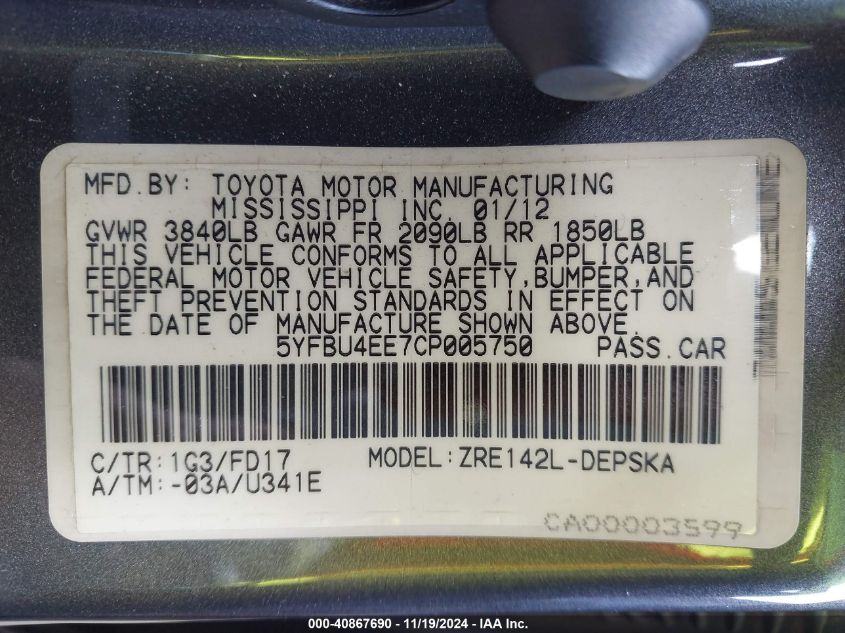 MFD.BY: TOYOTA MOTOR MANUFACTURING
MISSISSIPPI INC. 01/12
GVWR 3840LB GAWR FR 2090LB RR 1850LB
THIS VEHICLE CONFORMS TO ALL APPLICABLE
FEDERAL MOTOR VEHICLE SAFETY,BUMPER,AND
THEFT PREVENTION STANDARDS IN EFFECT ON
THE DATE OF MANUFACTURE SHOWN ABOVE.
5YFBU4EE7CP005750 PASS.CAR
C/TR:1G3/FD17 MODEL:ZRE142L-DEPSKA
A/TM:-03A/U341E
CA00003599
000-40867690 - 11/19/2024 - IAA Inc.